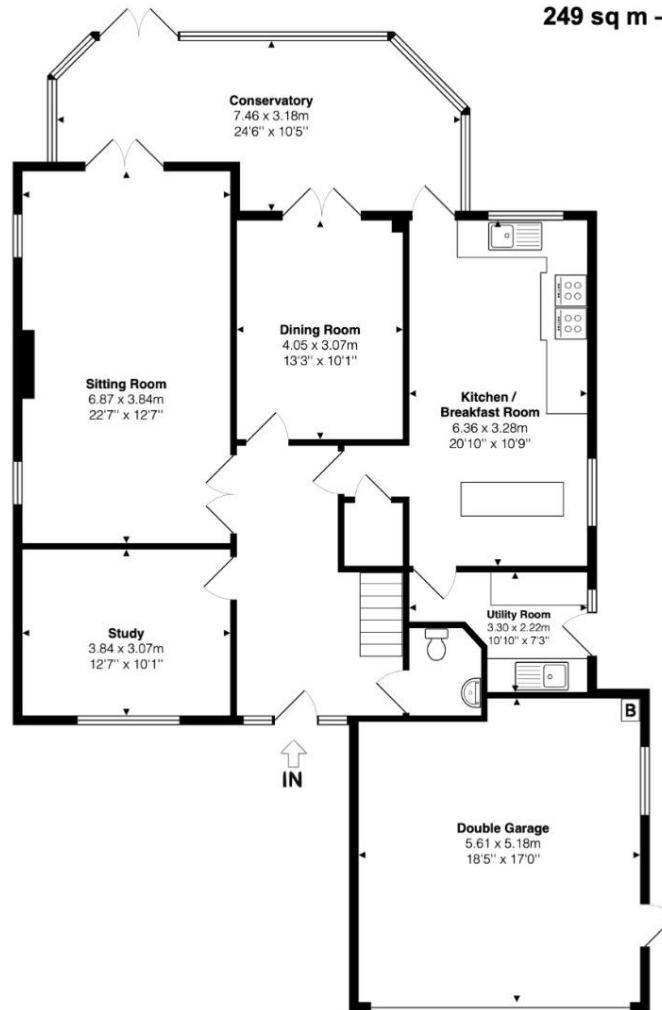 249 sq m -
Conservatory
7.46 x 3.18m
24'6" x 10'5"
Dining Room
4.05 x 3.07m
13'3" x 10'1"
Sitting Room
6.87 x 3.84m
22'7" x 12'7"
Kitchen /
Breakfast Room
6.36 x 3.28m
20'10" x 10'9"
Study
3.84 x 3.07m
12'7" x 10'1"
Utility Room
3.30 x 2.22m
10'10" x 7'3"
B
IN
Double Garage
5.61 x 5.18m
18'5" x 17'0"